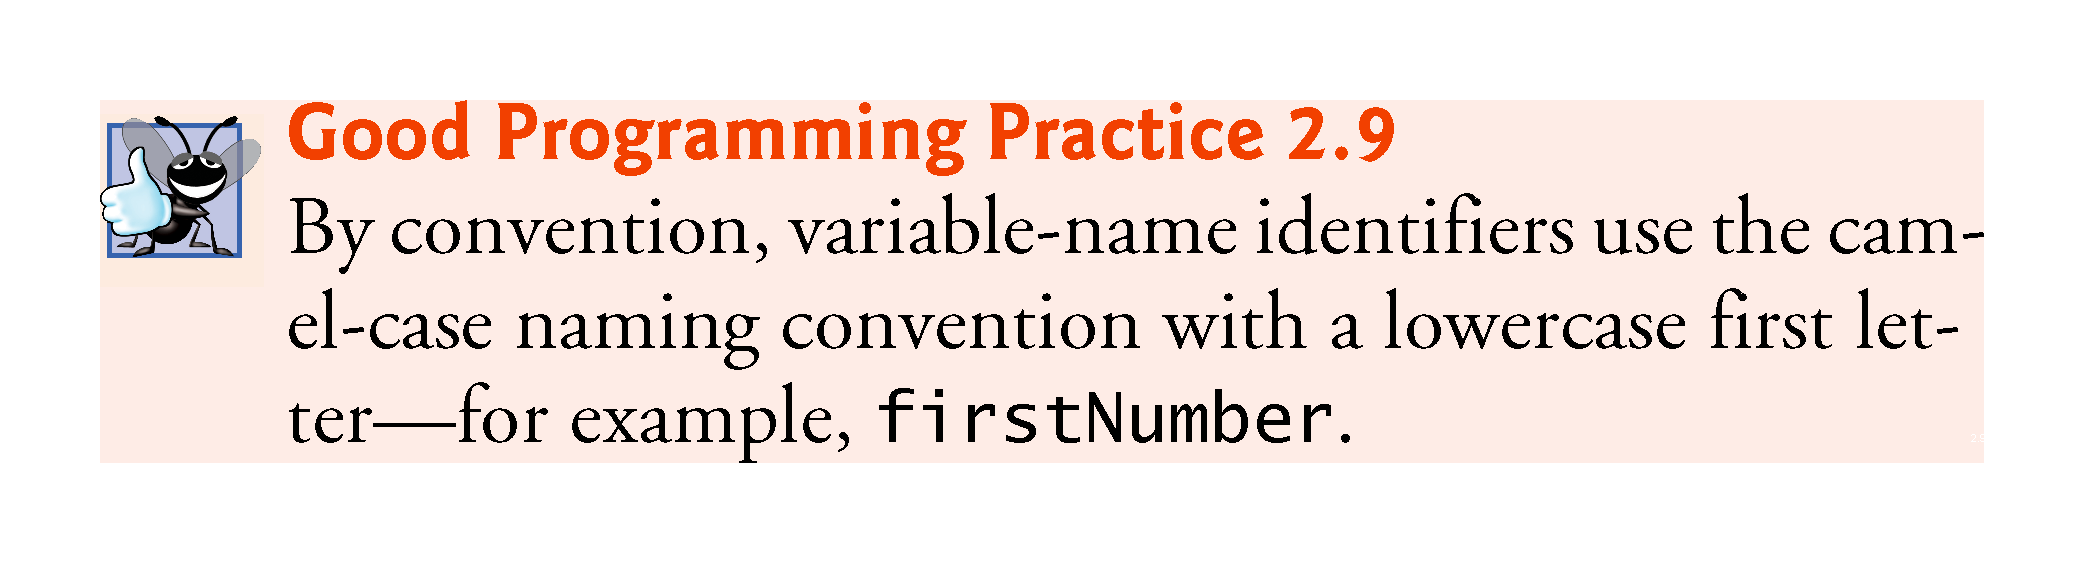 Good Programming Practice 2.9
By convention, variable-name identifiers use the cam-
el-case naming convention with a lowercase first let-
ter—for example, firstNumber.